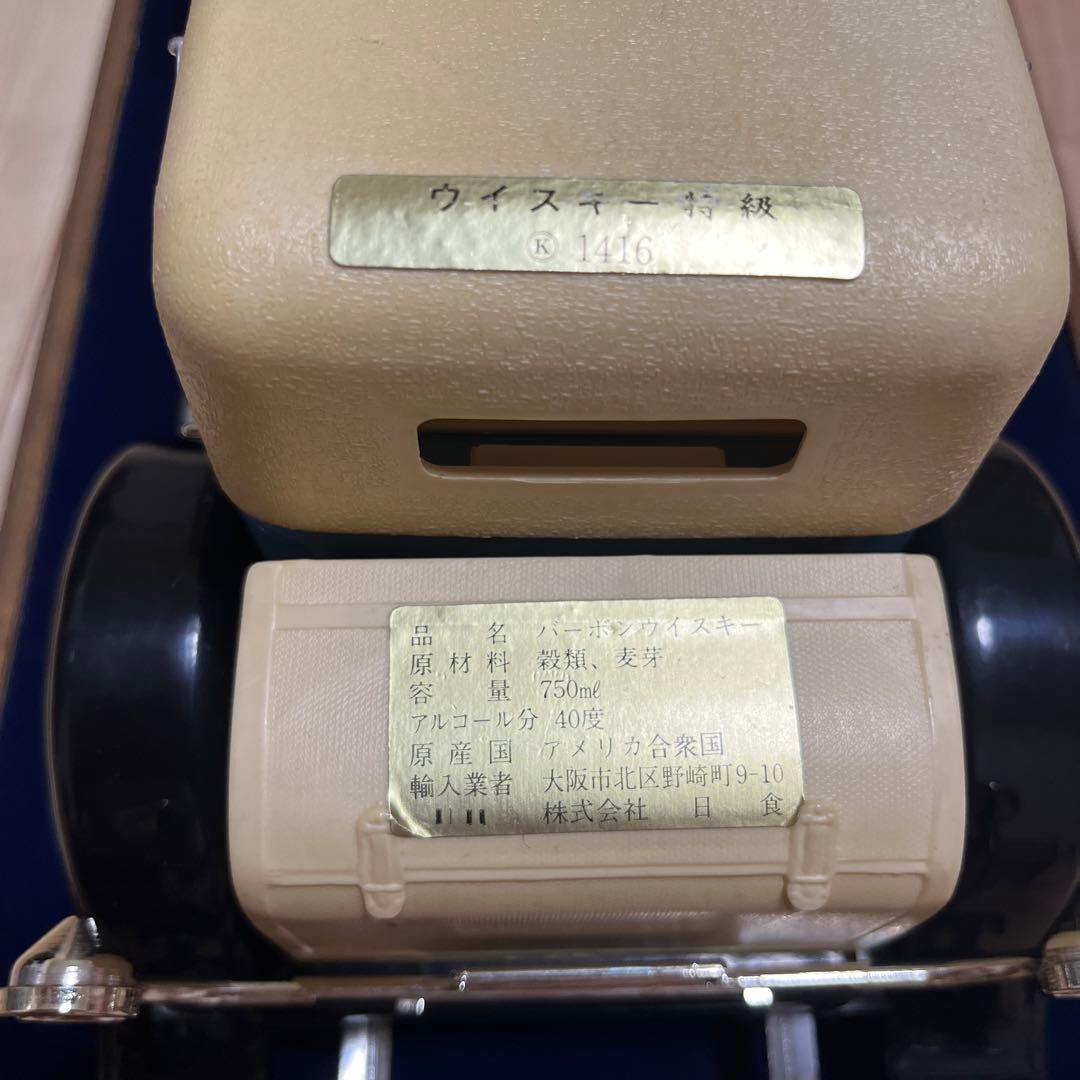 ウイスキー特級
Ⓚ 1416
品名 バーボンウイスキー
原材料 穀類、麦芽
容量 750mℓ
アルコール分 40度
原産国 アメリカ合衆国
輸入業者 大阪市北区野崎町9-10
株式会社 日食